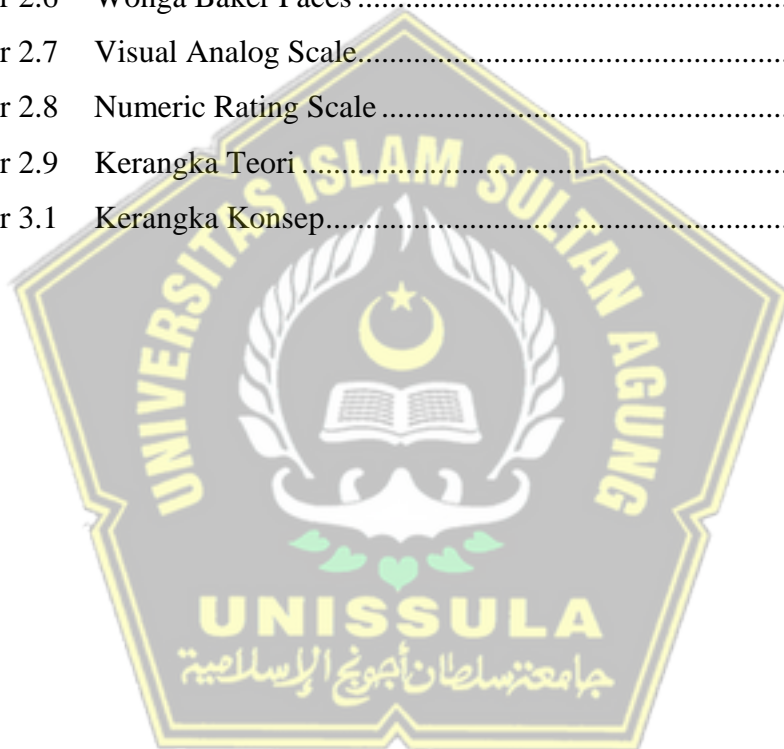 r 2.6 Wonga Baker Faces ....................................................
r 2.7 Visual Analog Scale....................................................
r 2.8 Numeric Rating Scale ....................................................
r 2.9 Kerangka Teori ....................................................
r 3.1 Kerangka Konsep....................................................
UNIVERSITAS ISLAM SULTAN AGUNG
UNISSULA
جامعة سلطان أجونج الإسلامية